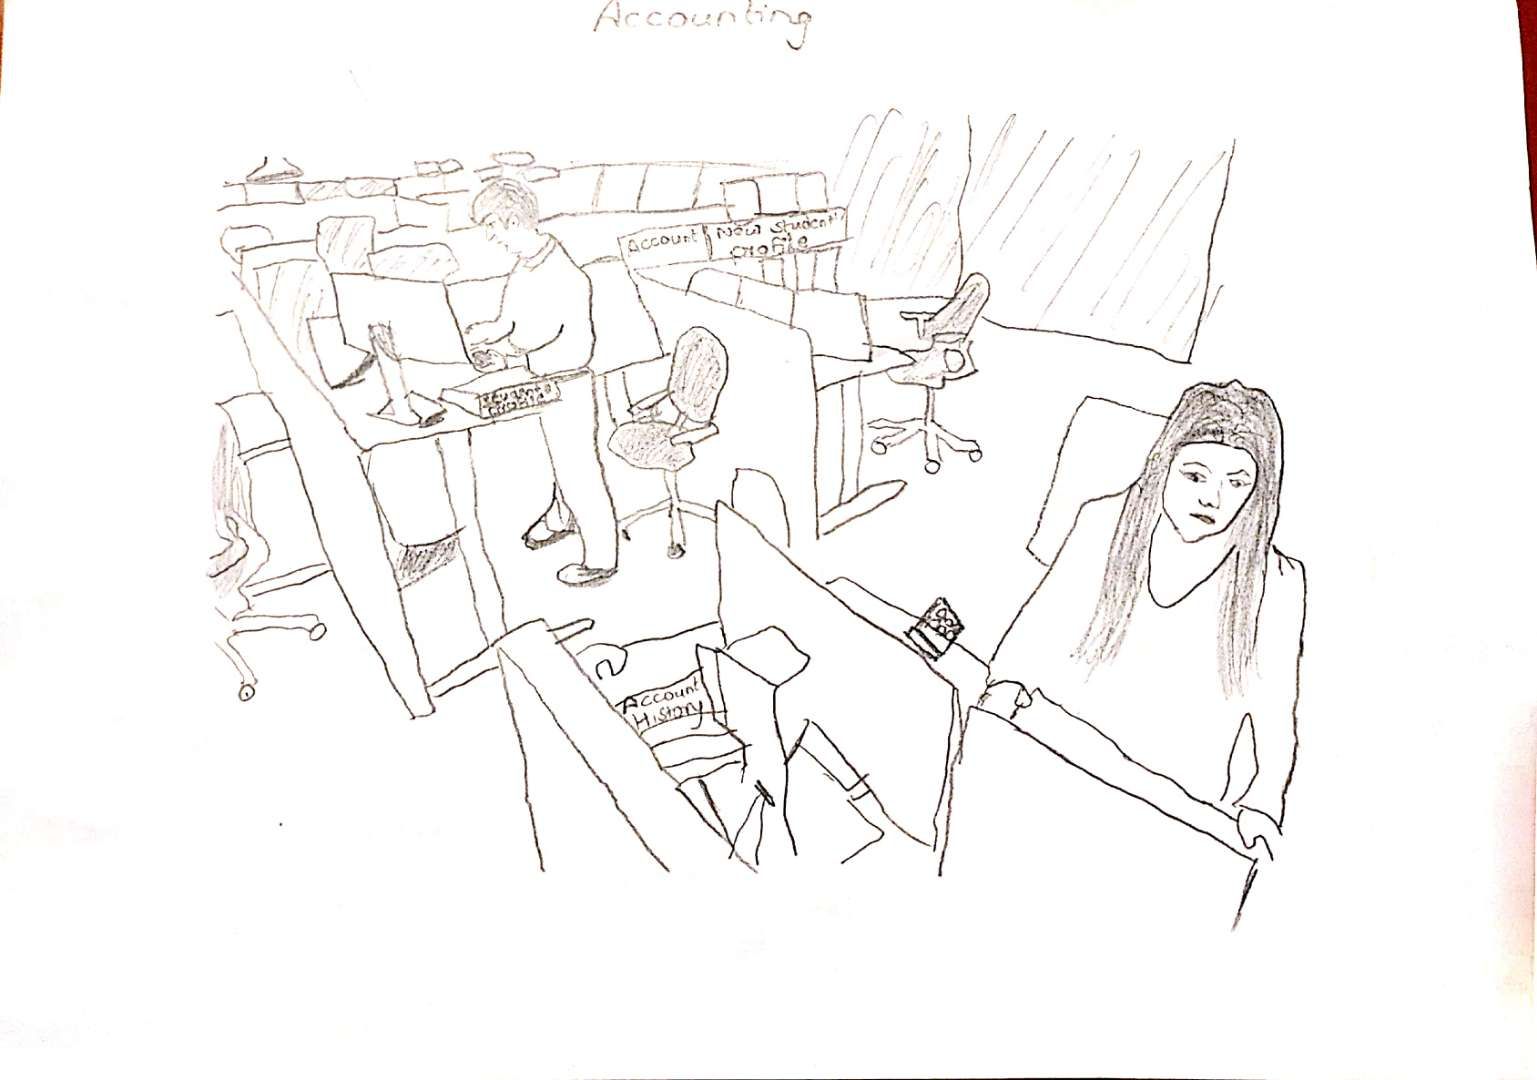 Accounting
Account
New student
profile
Account
History